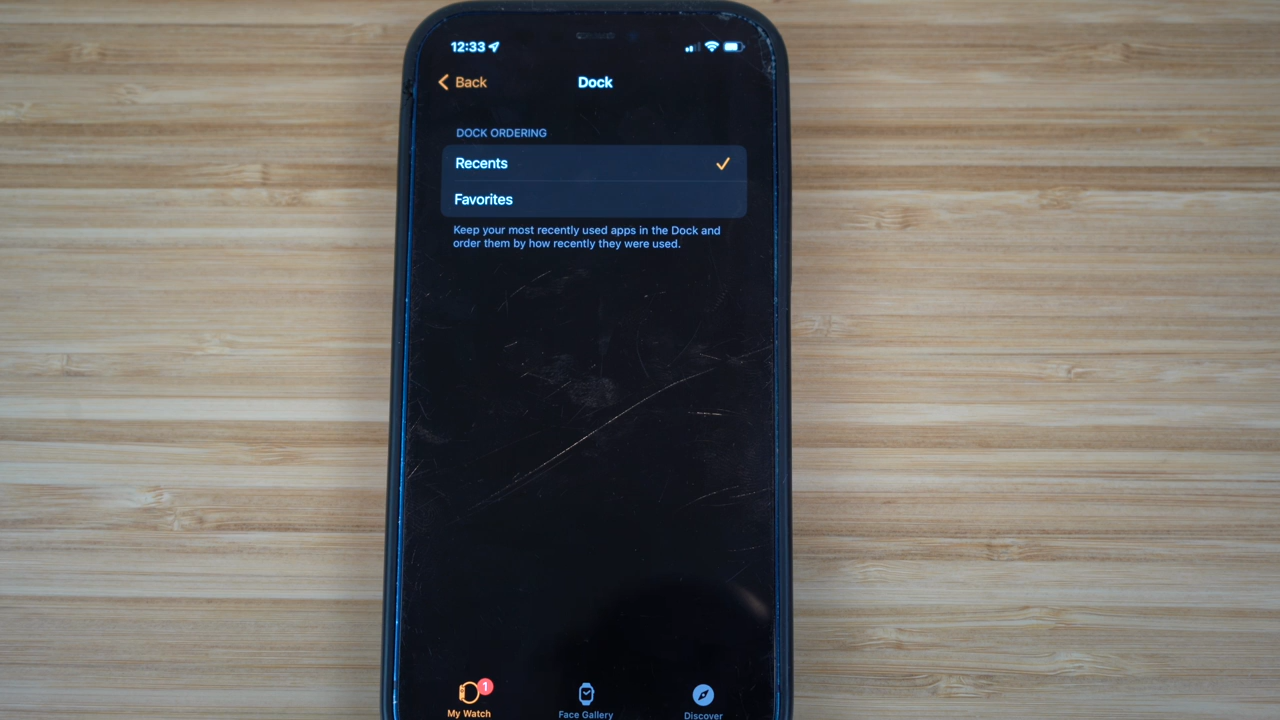 12:33
Back
Dock
DOCK ORDERING
Recents
Favorites
Keep your most recently used apps in the Dock and
order them by how recently they were used.
1
My Watch
Face Gallery
Discover